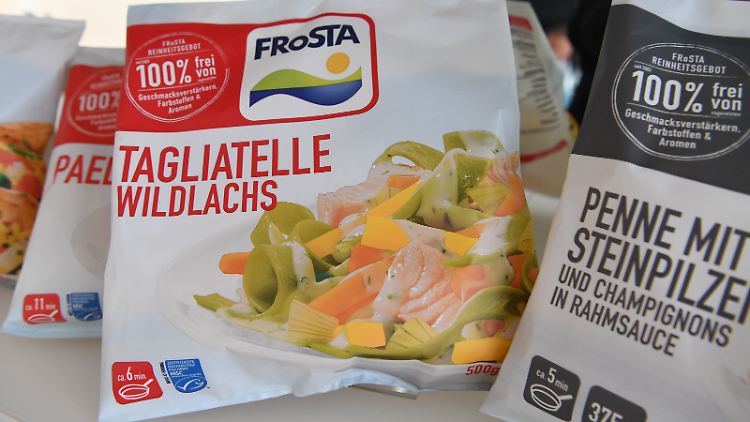 PAEL
100%
ca. 11 min
FRoSTA
REINHEITSGEBOT
100% frei von
Geschmacksverstärkern,
Farbstoffen &
Aromen
FRoSTA
TAGLIATELLE
WILDLACHS
ca. 6 min
MSC
500g
FRoSTA
REINHEITSGEBOT
100% frei von
Geschmacksverstärkern,
Farbstoffen &
Aromen
PENNE MIT
STEINPILZE
UND CHAMPIGNONS
IN RAHMSAUCE
ca. 5 min
375